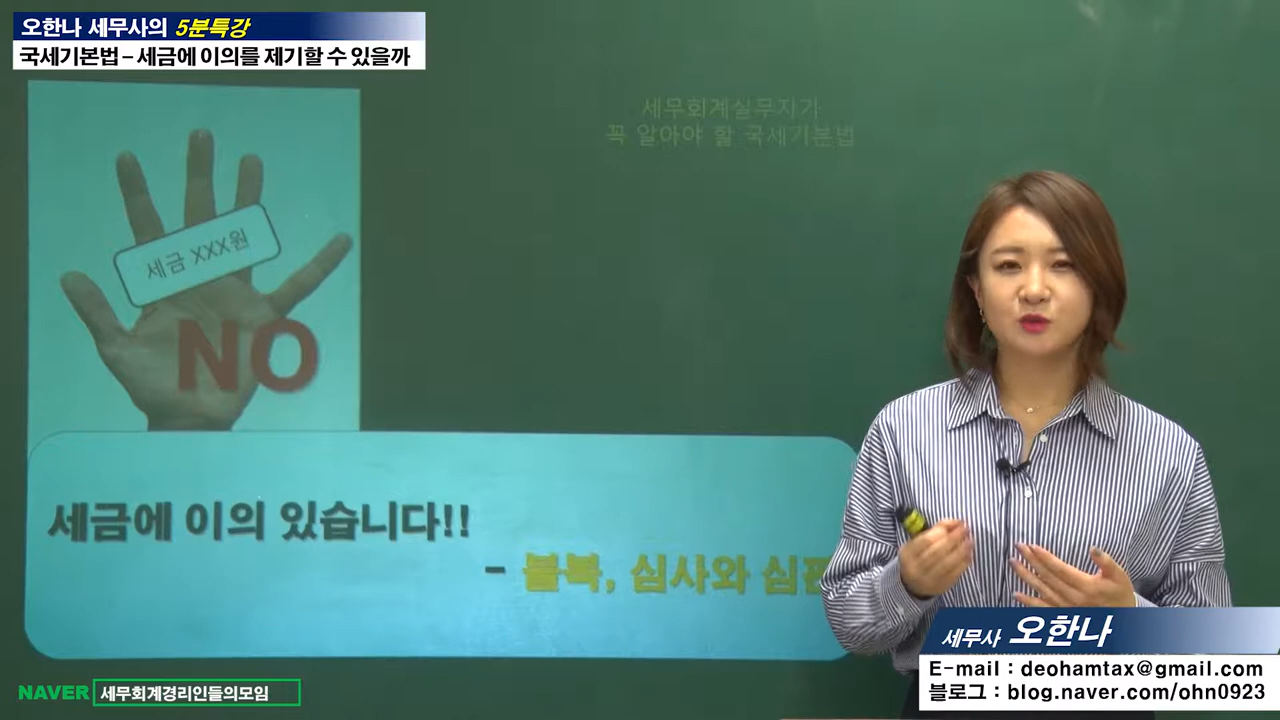 오한나 세무사의 5분특강
국세기본법 – 세금에 이의를 제기할 수 있을까
세무회계실무자가
꼭 알아야 할 국세기본법
세금 XXX원
NO
세금에 이의 있습니다!!
- 불복, 심사와 심판
세무사 오한나
E-mail : deohamtax@gmail.com
블로그 : blog.naver.com/ohn0923
NAVER 세무회계경리인들의모임